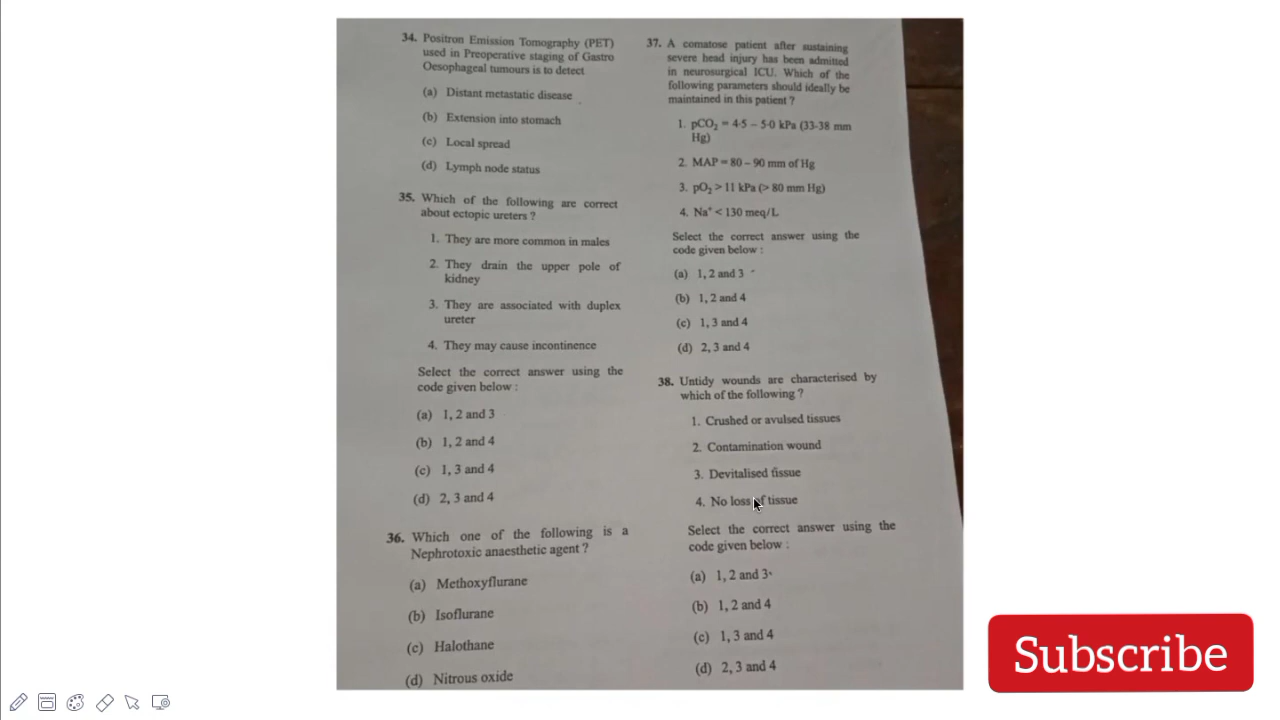 34. Positron Emission Tomography (PET)
used in Preoperative staging of Gastro
Oesophageal tumours is to detect
(a) Distant metastatic disease
(b) Extension into stomach
(c) Local spread
(d) Lymph node status
35. Which of the following are correct
about ectopic ureters ?
1. They are more common in males
2. They drain the upper pole of
kidney
3. They are associated with duplex
ureter
4. They may cause incontinence
Select the correct answer using the
code given below :
(a) 1, 2 and 3
(b) 1, 2 and 4
(c) 1, 3 and 4
(d) 2, 3 and 4
36. Which one of the following is a
Nephrotoxic anaesthetic agent ?
(a) Methoxyflurane
(b) Isoflurane
(c) Halothane
(d) Nitrous oxide
37. A comatose patient after sustaining
severe head injury has been admitted
in neurosurgical ICU. Which of the
following parameters should ideally be
maintained in this patient ?
1. pCO₂ = 4·5 – 5·0 kPa (33-38 mm
Hg)
2. MAP = 80 – 90 mm of Hg
3. pO₂ > 11 kPa (> 80 mm Hg)
4. Na⁺ < 130 meq/L
Select the correct answer using the
code given below :
(a) 1, 2 and 3
(b) 1, 2 and 4
(c) 1, 3 and 4
(d) 2, 3 and 4
38. Untidy wounds are characterised by
which of the following ?
1. Crushed or avulsed tissues
2. Contamination wound
3. Devitalised tissue
4. No loss of tissue
Select the correct answer using the
code given below :
(a) 1, 2 and 3
(b) 1, 2 and 4
(c) 1, 3 and 4
(d) 2, 3 and 4
Subscribe